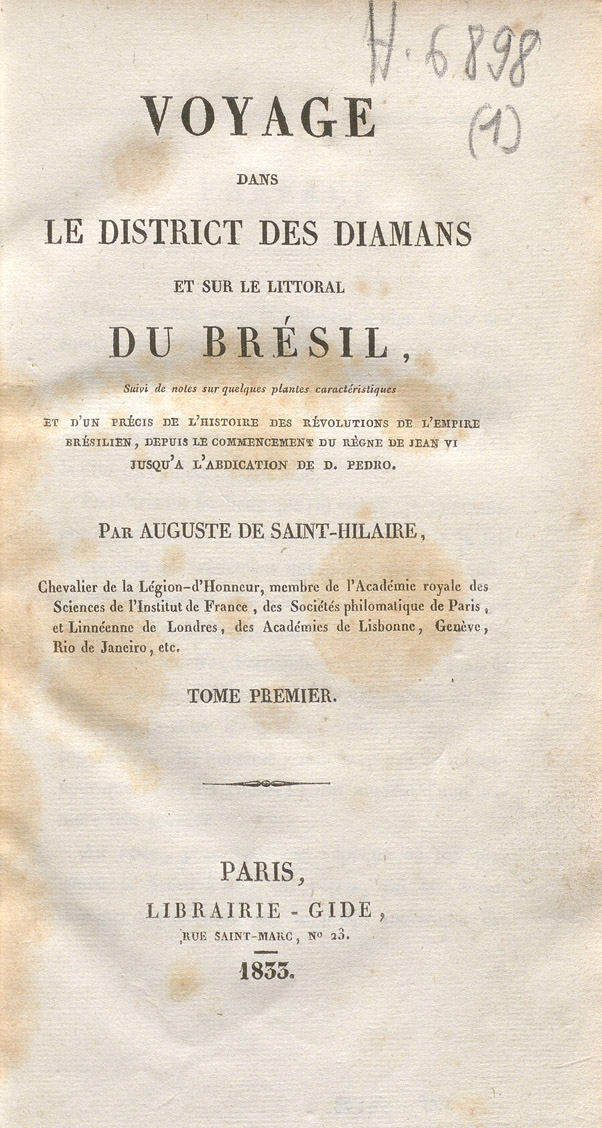 H. 6898
(1)
VOYAGE
DANS
LE DISTRICT DES DIAMANS
ET SUR LE LITTORAL
DU BRÉSIL,
Suivi de notes sur quelques plantes caractéristiques
ET D'UN PRÉCIS DE L'HISTOIRE DES RÉVOLUTIONS DE L'EMPIRE
BRÉSILIEN, DEPUIS LE COMMENCEMENT DU RÈGNE DE JEAN VI
JUSQU'A L'ABDICATION DE D. PEDRO.
PAR AUGUSTE DE SAINT-HILAIRE,
Chevalier de la Légion-d'Honneur, membre de l'Académie royale des
Sciences de l'Institut de France, des Sociétés philomatique de Paris,
et Linnéenne de Londres, des Académies de Lisbonne, Genève,
Rio de Janeiro, etc.
TOME PREMIER.
PARIS,
LIBRAIRIE-GIDE,
RUE SAINT-MARC, No 23.
1833.